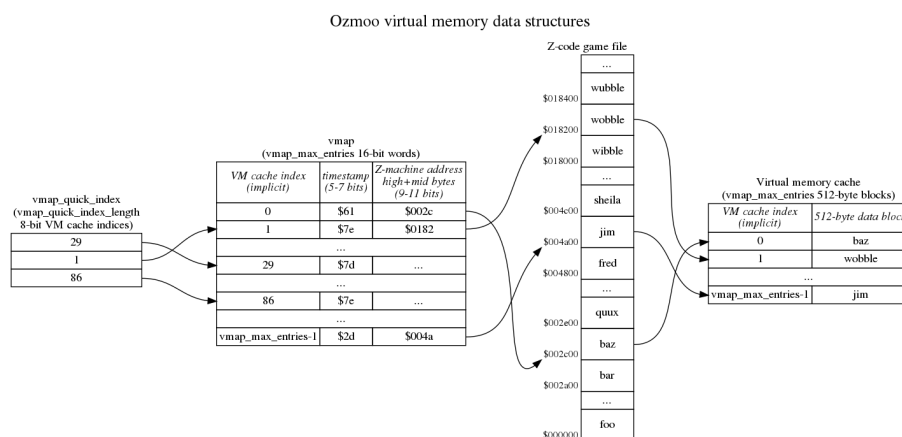 Ozmoo virtual memory data structures
vmap_quick_index
(vmap_quick_index_length
8-bit VM cache indices)
29
1
86
vmap
(vmap_max_entries 16-bit words)
VM cache index
(implicit)
timestamp
(5-7 bits)
Z-machine address
high+mid bytes
(9-11 bits)
0 $61 $002c
1 $7e $0182
...
29 $7d ...
...
86 $7e ...
...
vmap_max_entries-1 $2d $004a
Z-code game file
...
wubble
$018400
wobble
$018200
wibble
$018000
...
sheila
$004c00
jim
$004a00
fred
$004800
...
quux
$002e00
baz
$002c00
bar
$002a00
...
foo
$000000
Virtual memory cache
(vmap_max_entries 512-byte blocks)
VM cache index
(implicit)
512-byte data bloc
0 baz
1 wobble
...
vmap_max_entries-1 jim